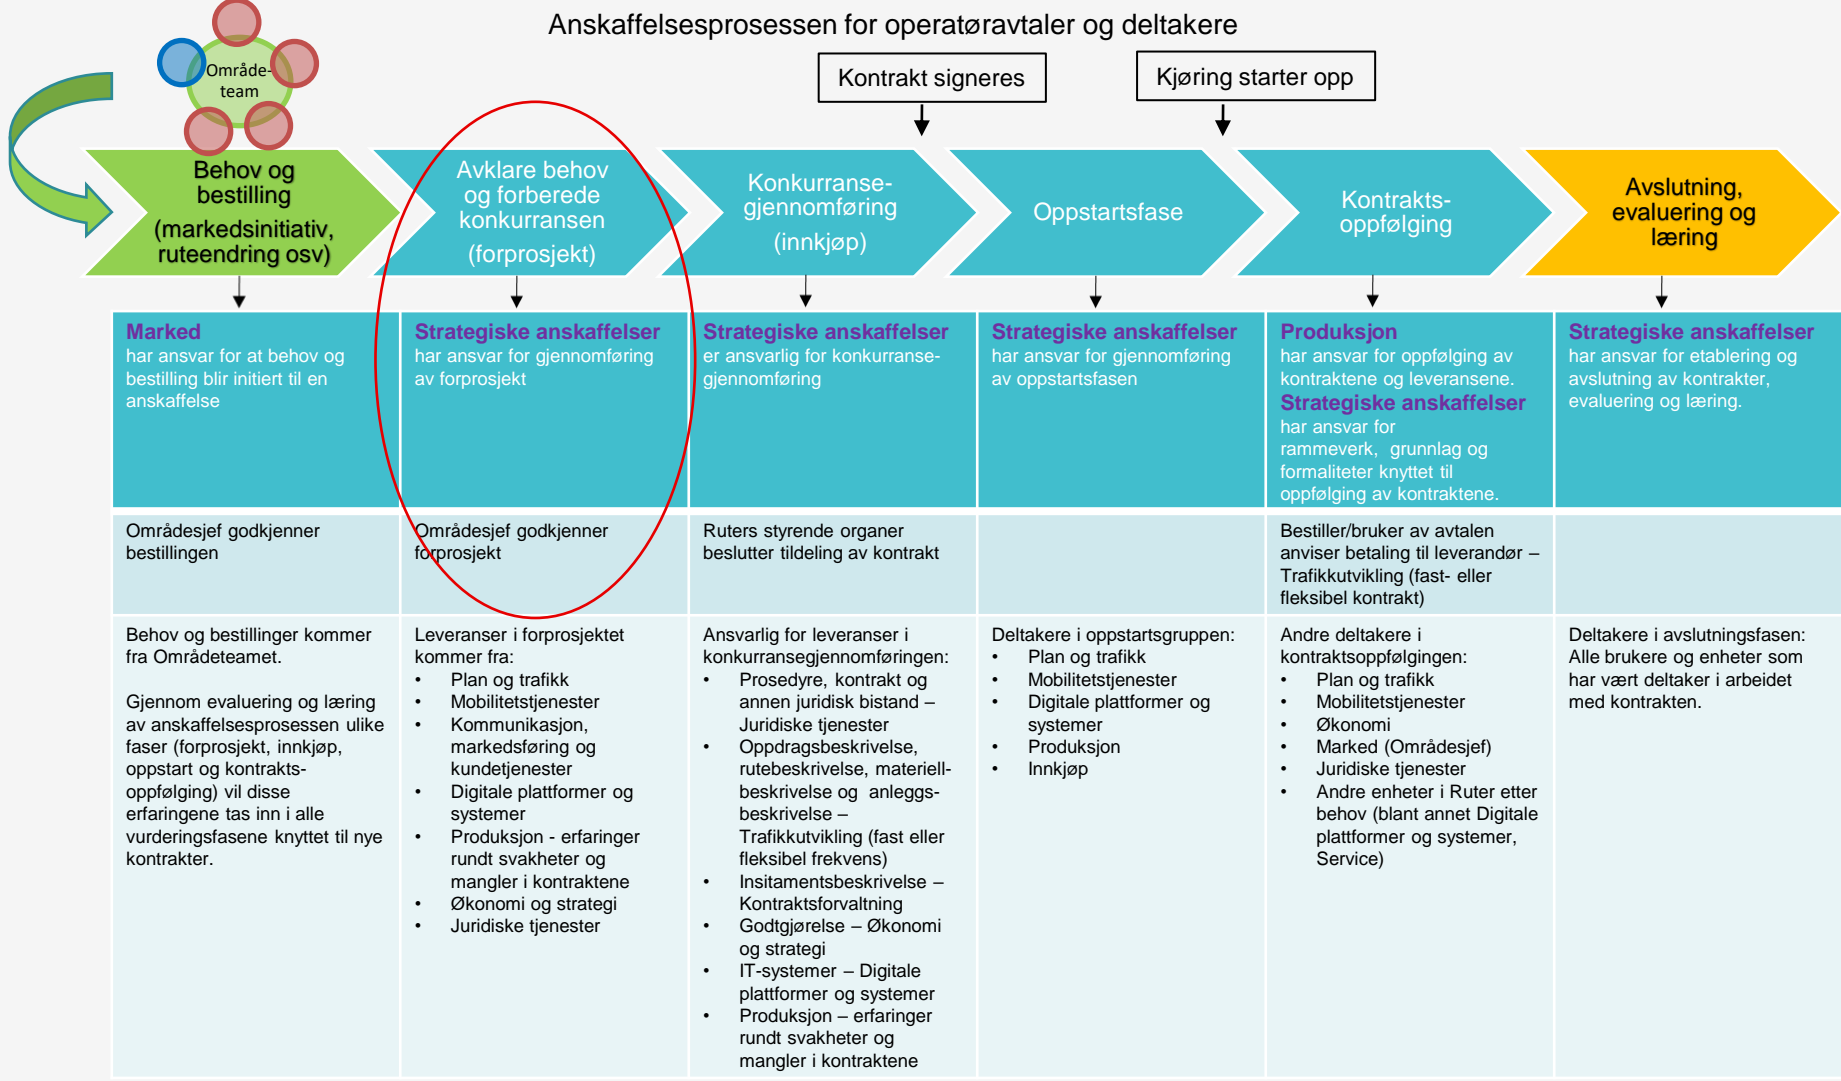 Anskaffelsesprosessen for operatøravtaler og deltakere
Område-
team
Kontrakt signeres
Kjøring starter opp
Behov og
bestilling
(markedsinitiativ,
ruteendring osv)
Avklare behov
og forberede
konkurransen
(forprosjekt)
Konkurranse-
gjennomføring
(innkjøp)
Oppstartsfase
Kontrakts-
oppfølging
Avslutning,
evaluering og
læring
Marked
har ansvar for at behov og
bestilling blir initiert til en
anskaffelse
Strategiske anskaffelser
har ansvar for gjennomføring
av forprosjekt
Strategiske anskaffelser
er ansvarlig for konkurranse-
gjennomføring
Strategiske anskaffelser
har ansvar for gjennomføring
av oppstartsfasen
Produksjon
har ansvar for oppfølging av
kontraktene og leveransene.
Strategiske anskaffelser
har ansvar for
rammeverk,  grunnlag og
formaliteter knyttet til
oppfølging av kontraktene.
Strategiske anskaffelser
har ansvar for etablering og
avslutning av kontrakter,
evaluering og læring.
Områdesjef godkjenner
bestillingen
Områdesjef godkjenner
forprosjekt
Ruters styrende organer
beslutter tildeling av kontrakt
Bestiller/bruker av avtalen
anviser betaling til leverandør –
Trafikkutvikling (fast- eller
fleksibel kontrakt)
Behov og bestillinger kommer
fra Områdeteamet.
Gjennom evaluering og læring
av anskaffelsesprosessen ulike
faser (forprosjekt, innkjøp,
oppstart og kontrakts-
oppfølging) vil disse
erfaringene tas inn i alle
vurderingsfasene knyttet til nye
kontrakter.
Leveranser i forprosjektet
kommer fra:
• Plan og trafikk
• Mobilitetstjenester
• Kommunikasjon,
markedsføring og
kundetjenester
• Digitale plattformer og
systemer
• Produksjon - erfaringer
rundt svakheter og
mangler i kontraktene
• Økonomi og strategi
• Juridiske tjenester
Ansvarlig for leveranser i
konkurransegjennomføringen:
• Prosedyre, kontrakt og
annen juridisk bistand –
Juridiske tjenester
• Oppdragsbeskrivelse,
rutebeskrivelse, materiell-
beskrivelse og  anleggs-
beskrivelse –
Trafikkutvikling (fast eller
fleksibel frekvens)
• Insitamentsbeskrivelse –
Kontraktsforvaltning
• Godtgjørelse – Økonomi
og strategi
• IT-systemer – Digitale
plattformer og systemer
• Produksjon – erfaringer
rundt svakheter og
mangler i kontraktene
Deltakere i oppstartsgruppen:
• Plan og trafikk
• Mobilitetstjenester
• Digitale plattformer og
systemer
• Produksjon
• Innkjøp
Andre deltakere i
kontraktsoppfølgingen:
• Plan og trafikk
• Mobilitetstjenester
• Økonomi
• Marked (Områdesjef)
• Juridiske tjenester
• Andre enheter i Ruter etter
behov (blant annet Digitale
plattformer og systemer,
Service)
Deltakere i avslutningsfasen:
Alle brukere og enheter som
har vært deltaker i arbeidet
med kontrakten.